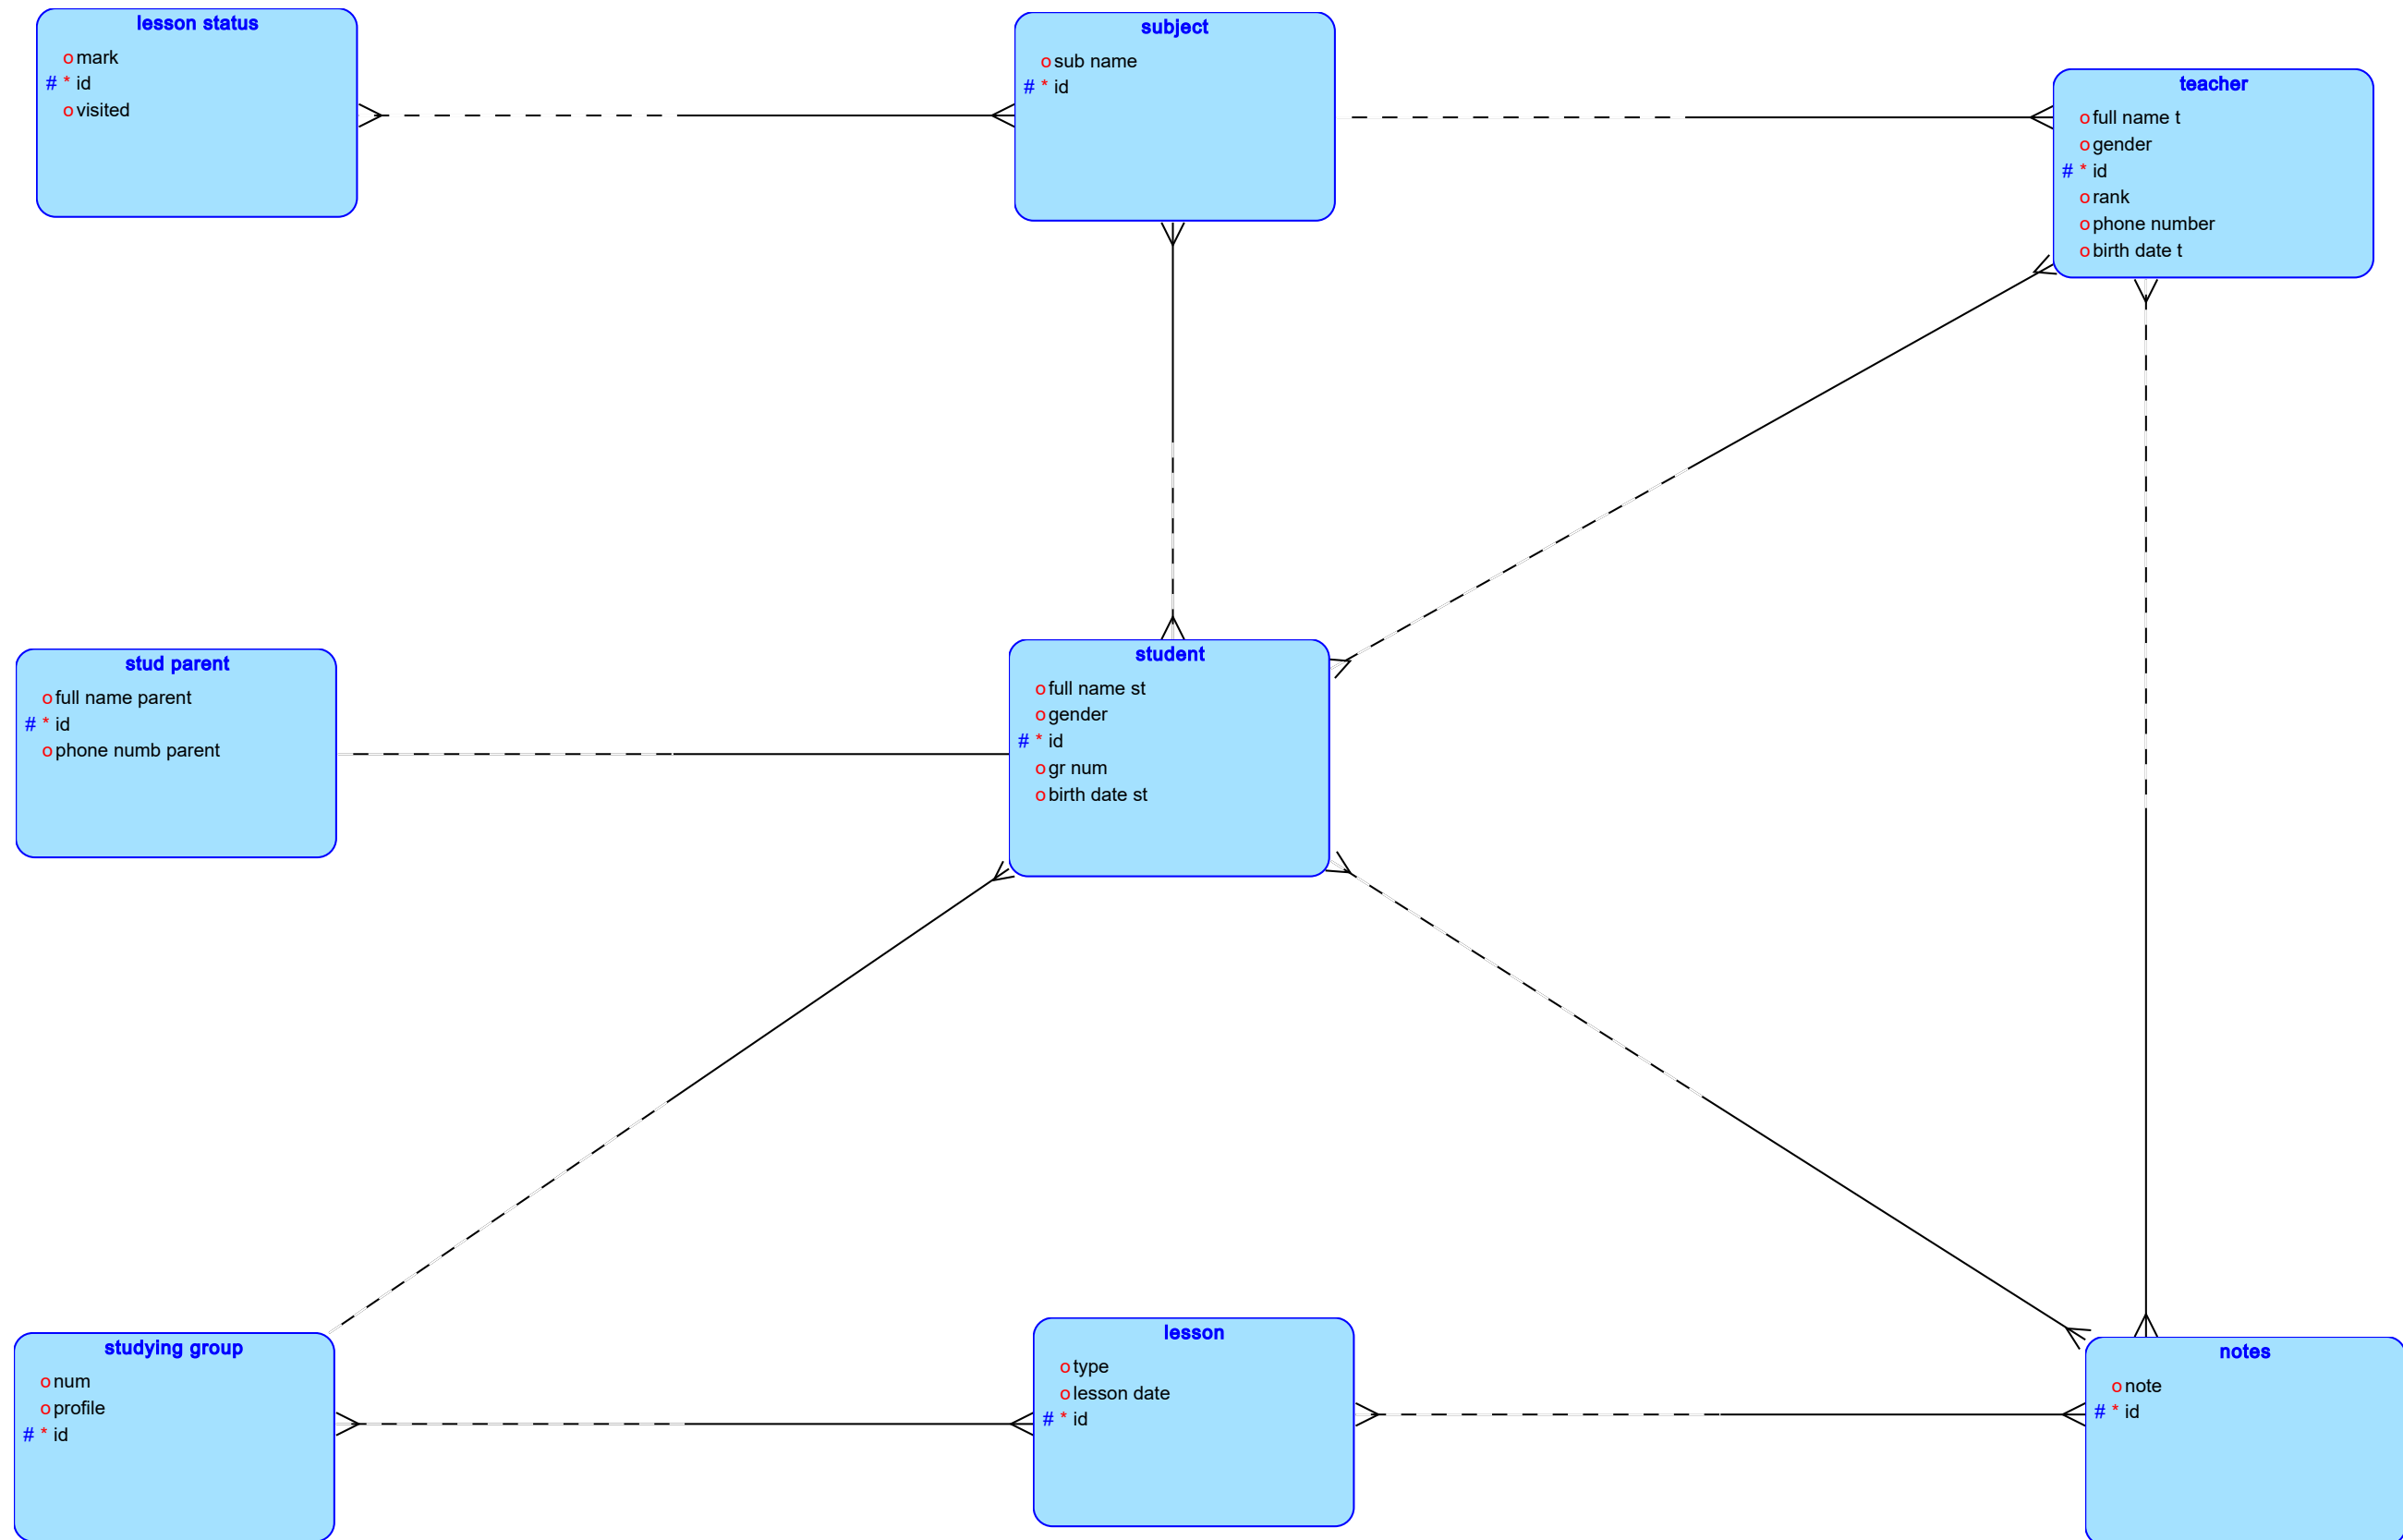 lesson status
o mark
# * id
o visited
subject
o sub name
# * id
teacher
o full name t
o gender
# * id
o rank
o phone number
o birth date t
stud parent
o full name parent
# * id
o phone numb parent
student
o full name st
o gender
# * id
o gr num
o birth date st
studying group
o num
o profile
# * id
lesson
o type
o lesson date
# * id
notes
o note
# * id